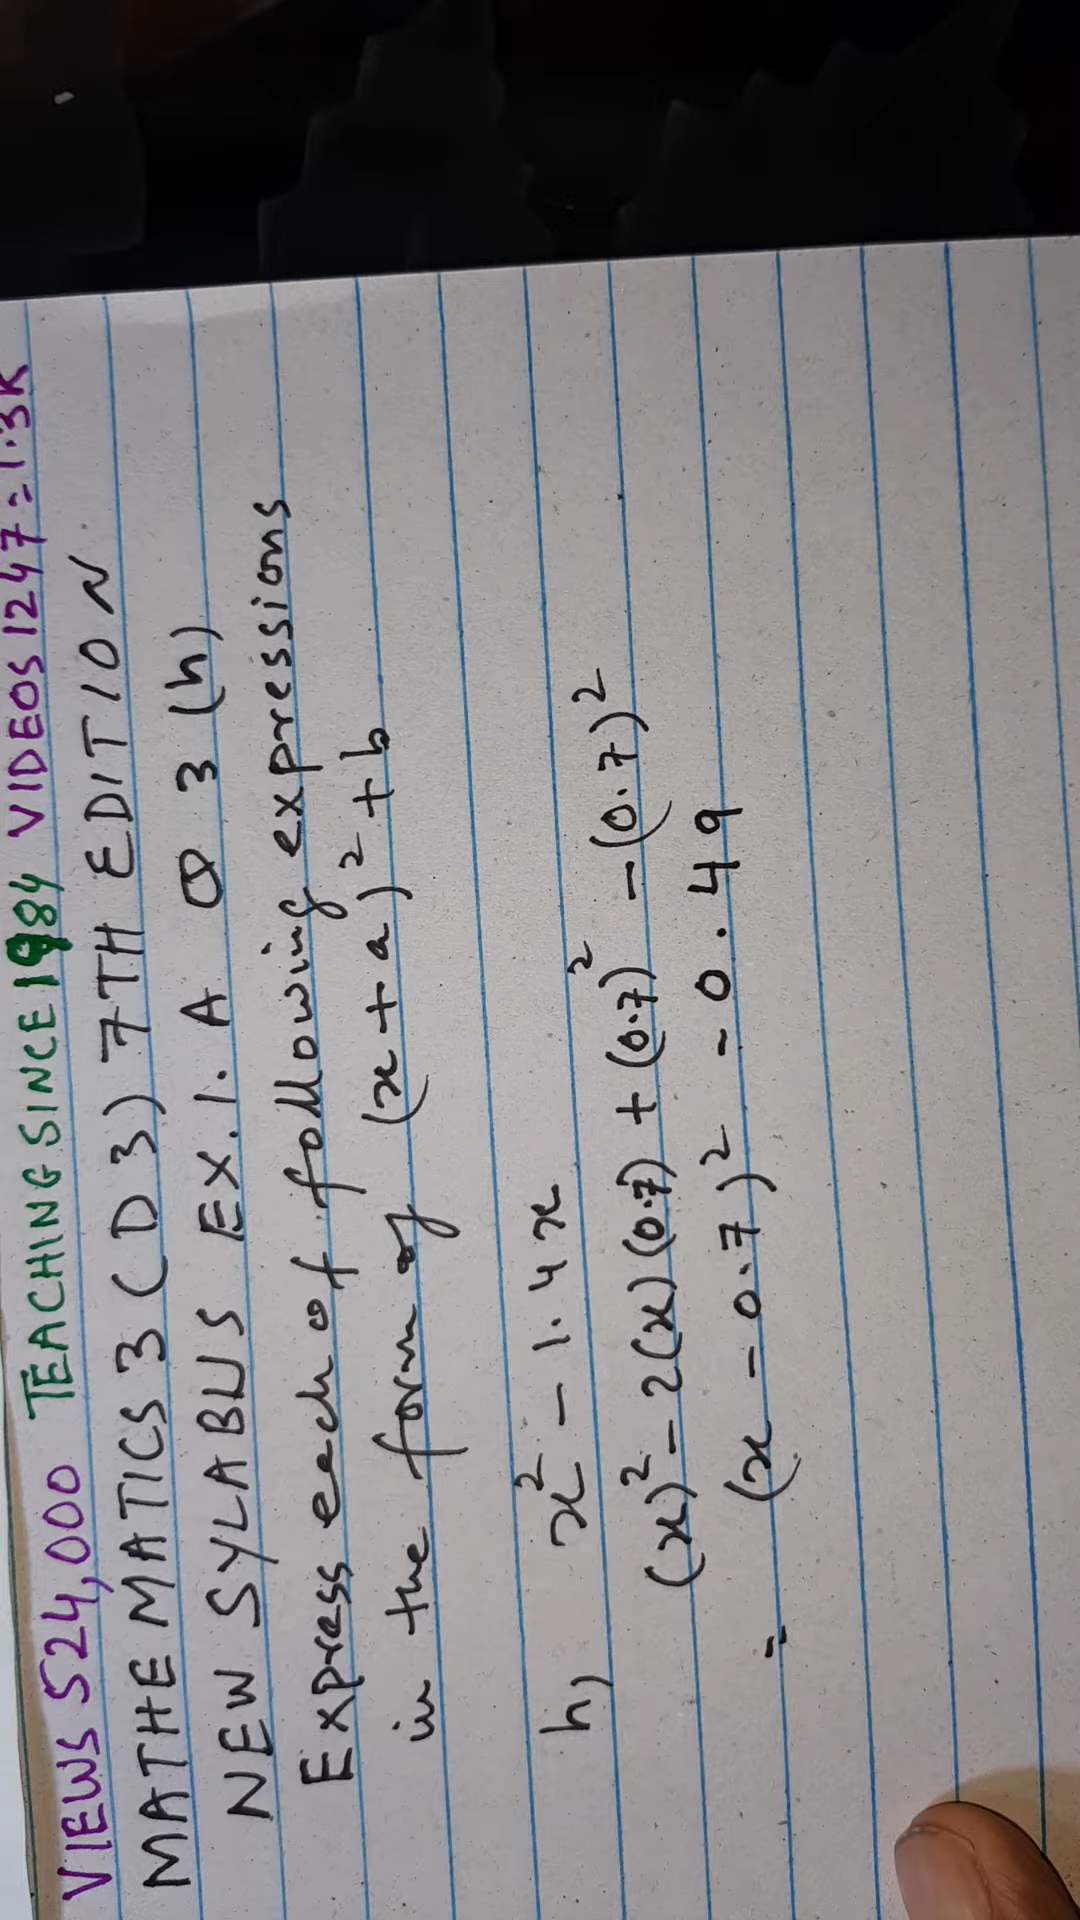 VIEWS 524,000 TEACHING SINCE 1984 VIDEOS 1247=1.3K
MATHEMATICS 3 (D3) 7TH EDITION
NEW SYLABUS EX.1.A Q 3 (h)
Express each of following expressions
in the form of (x+a)² + b
h, x² - 1.4x
(x)² - 2(x)(0.7) + (0.7)² - (0.7)²
= (x - 0.7)² - 0.49